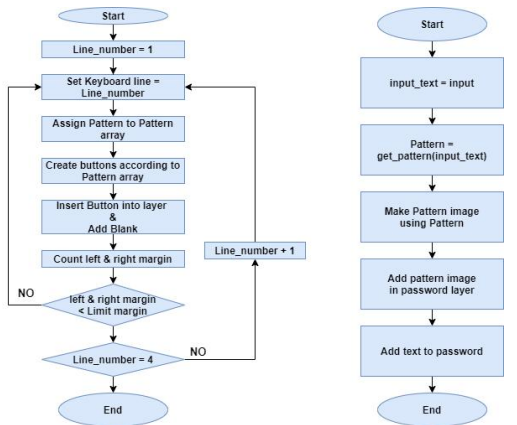 Start
Line_number = 1
Set Keyboard line =
Line_number
Assign Pattern to Pattern
array
Create buttons according to
Pattern array
Insert Button into layer
&
Add Blank
Count left & right margin
Line_number + 1
NO
left & right margin
< Limit margin
Line_number = 4
NO
End
Start
input_text = input
Pattern =
get_pattern(input_text)
Make Pattern image
using Pattern
Add pattern image
in password layer
Add text to password
End